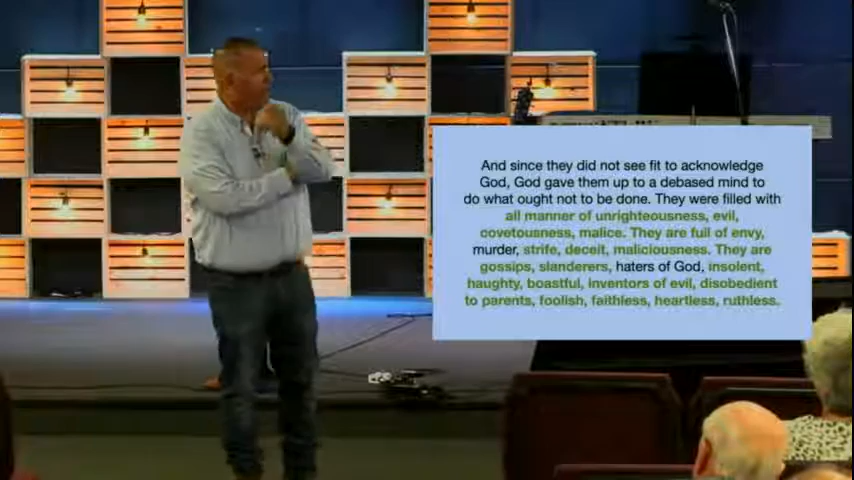 And since they did not see fit to acknowledge
God, God gave them up to a debased mind to
do what ought not to be done. They were filled with
all manner of unrighteousness, evil,
covetousness, malice. They are full of envy,
murder, strife, deceit, maliciousness. They are
gossips, slanderers, haters of God, insolent,
haughty, boastful, inventors of evil, disobedient
to parents, foolish, faithless, heartless, ruthless.